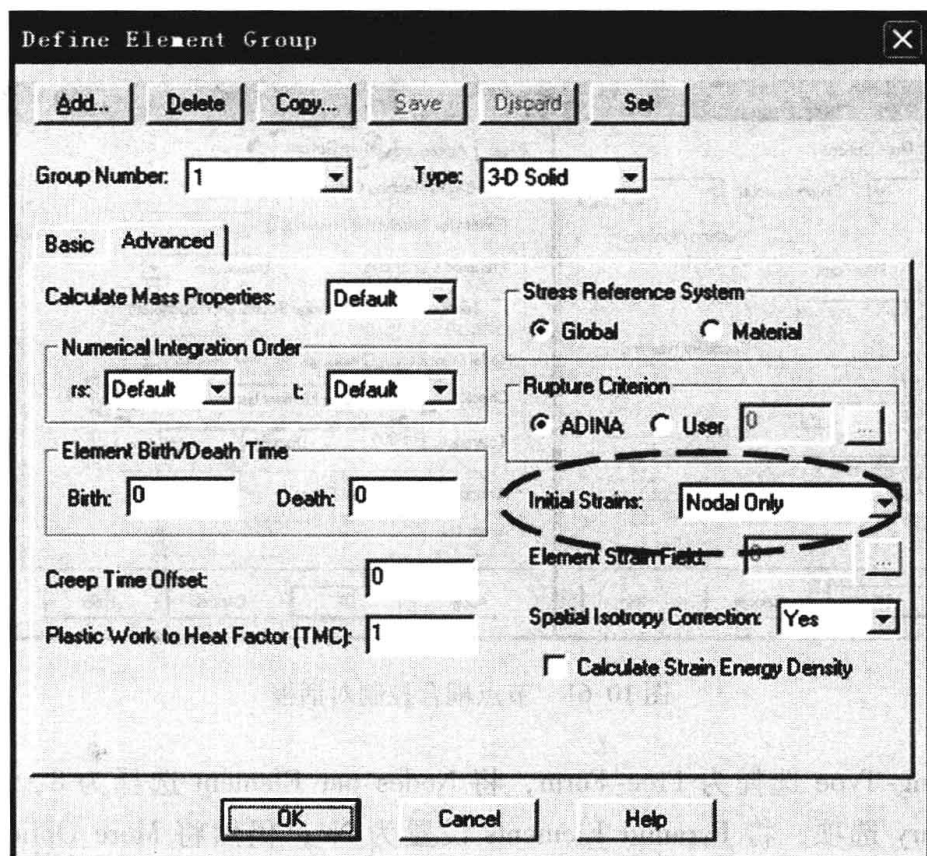 Define Element Group
Add... Delete Copy... Save Discard Set
Group Number: 1 Type: 3-D Solid
Basic Advanced
Calculate Mass Properties: Default
Stress Reference System
Global Material
Numerical Integration Order
rs: Default t: Default
Rupture Criterion
ADINA User 0 ...
Element Birth/Death Time
Birth: 0 Death: 0
Initial Strains: Nodal Only
Element Strain Field: 0 ...
Creep Time Offset: 0
Spatial Isotropy Correction: Yes
Plastic Work to Heat Factor (TMC): 1
Calculate Strain Energy Density
OK Cancel Help